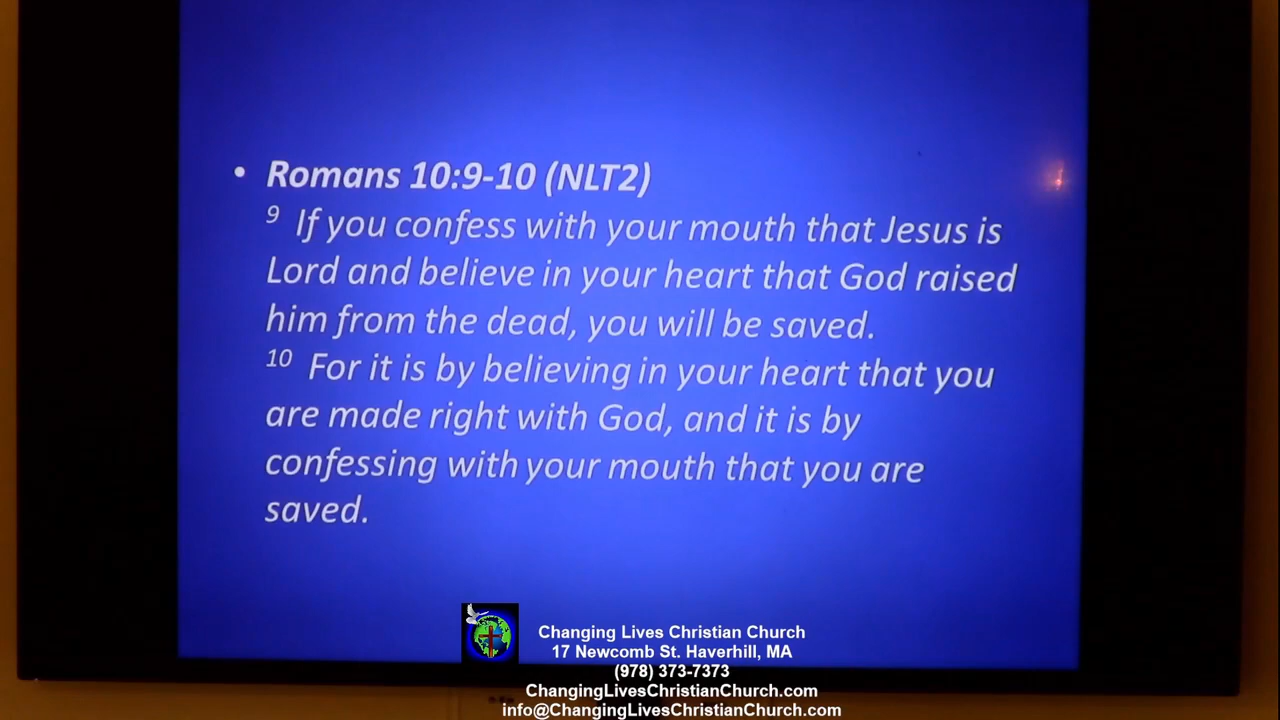 • Romans 10:9-10 (NLT2)
9 If you confess with your mouth that Jesus is
Lord and believe in your heart that God raised
him from the dead, you will be saved.
10 For it is by believing in your heart that you
are made right with God, and it is by
confessing with your mouth that you are
saved.
Changing Lives Christian Church
17 Newcomb St. Haverhill, MA
(978) 373-7373
ChangingLivesChristianChurch.com
info@ChangingLivesChristianChurch.com